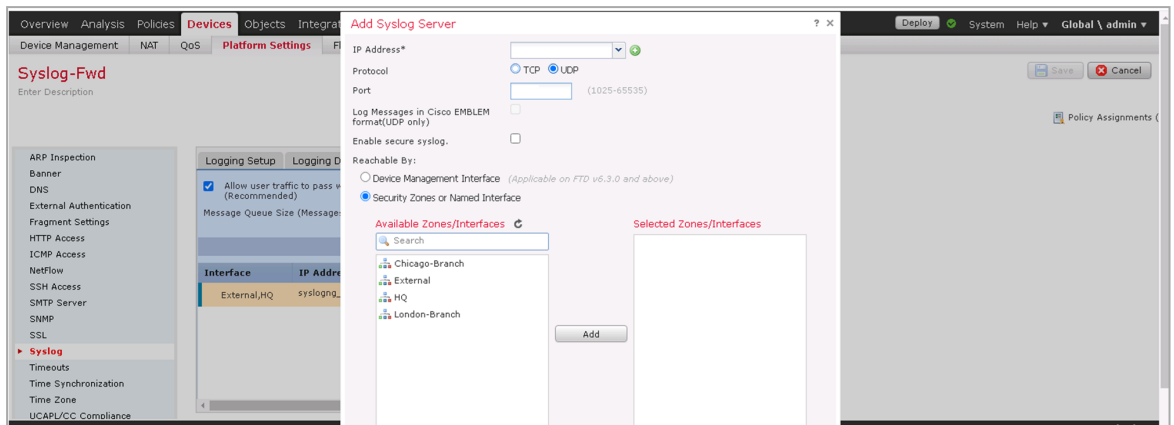 Overview Analysis Policies Devices Objects Integrat
Deploy System Help Global \ admin
Device Management NAT QoS Platform Settings
Syslog-Fwd
Enter Description
Save Cancel
Policy Assignments (
ARP Inspection
Banner
DNS
External Authentication
Fragment Settings
HTTP Access
ICMP Access
NetFlow
SSH Access
SMTP Server
SNMP
SSL
Syslog
Timeouts
Time Synchronization
Time Zone
UCAPL/CC Compliance
Logging Setup Logging D
Allow user traffic to pass w
(Recommended)
Message Queue Size (Message
Interface IP Addre
External,HQ syslogng_
Add Syslog Server ?
IP Address*
Protocol TCP UDP
Port (1025-65535)
Log Messages in Cisco EMBLEM
format(UDP only)
Enable secure syslog.
Reachable By:
Device Management Interface (Applicable on FTD v6.3.0 and above)
Security Zones or Named Interface
Available Zones/Interfaces Selected Zones/Interfaces
Search
Chicago-Branch
External
HQ
London-Branch
Add